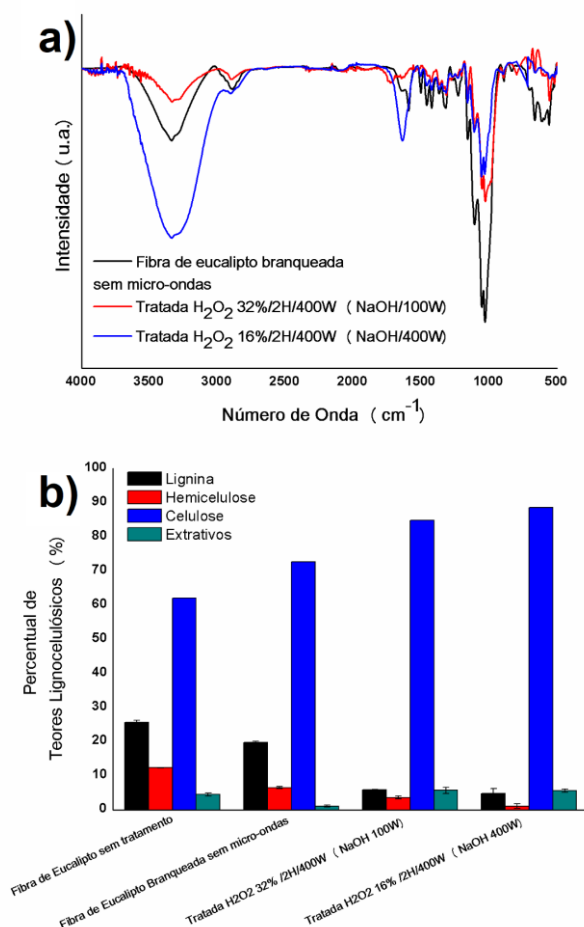 a)
Intensidade ( u.a.)
Fibra de eucalipto branqueada
sem micro-ondas
Tratada H2O2 32%/2H/400W ( NaOH/100W)
Tratada H2O2 16%/2H/400W ( NaOH/400W)
4000 3500 3000 2500 2000 1500 1000 500
Número de Onda ( cm-1)
b)
Lignina
Hemicelulose
Celulose
Extrativos
Percentual de
Teores Lignocelulósicos ( %)
100
90
80
70
60
50
40
30
20
10
0
Fibra de Eucalipto sem tratamento
Fibra de Eucalipto Branqueada sem micro-ondas
Tratada H2O2 32% /2H/400W ( NaOH 100W)
Tratada H2O2 16% /2H/400W ( NaOH 400W)